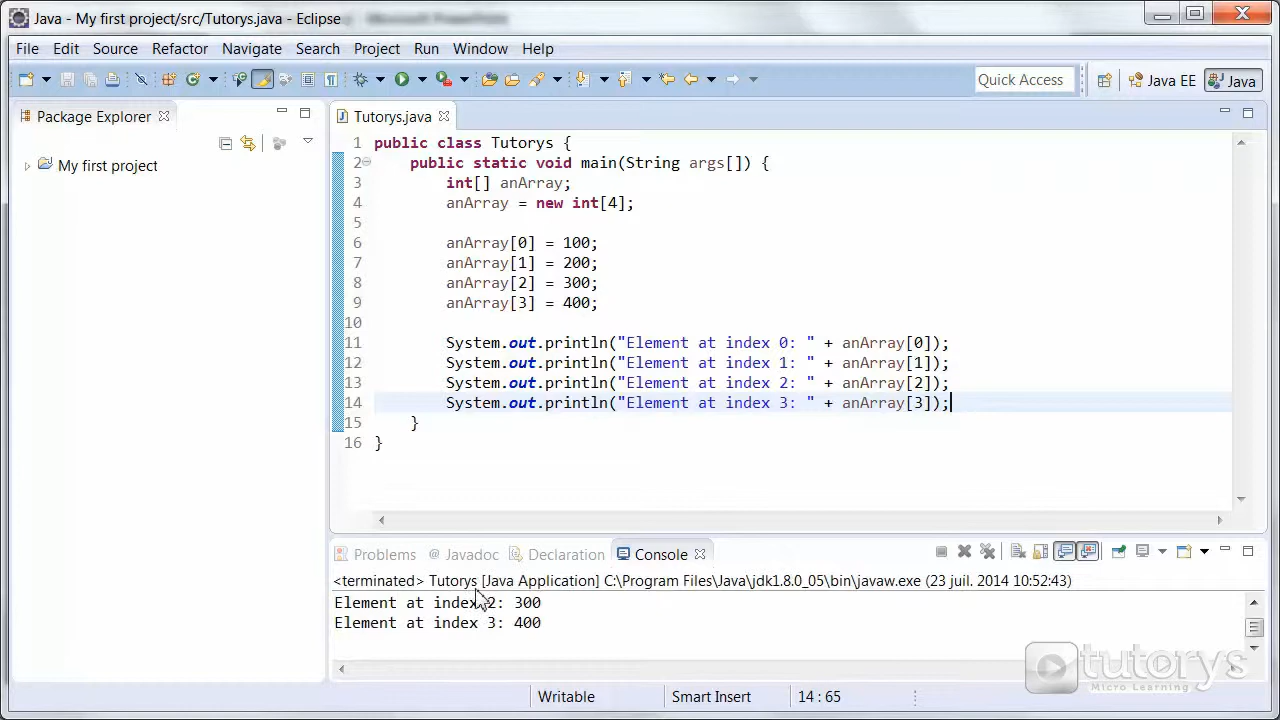 Java - My first project/src/Tutorys.java - Eclipse
File Edit Source Refactor Navigate Search Project Run Window Help
Quick Access Java EE Java
Package Explorer
My first project
Tutorys.java
1 public class Tutorys {
2 public static void main(String args[]) {
3 int[] anArray;
4 anArray = new int[4];
5
6 anArray[0] = 100;
7 anArray[1] = 200;
8 anArray[2] = 300;
9 anArray[3] = 400;
10
11 System.out.println("Element at index 0: " + anArray[0]);
12 System.out.println("Element at index 1: " + anArray[1]);
13 System.out.println("Element at index 2: " + anArray[2]);
14 System.out.println("Element at index 3: " + anArray[3]);
15 }
16 }
Problems @ Javadoc Declaration Console
<terminated> Tutorys [Java Application] C:\Program Files\Java\jdk1.8.0_05\bin\javaw.exe (23 juil. 2014 10:52:43)
Element at index 2: 300
Element at index 3: 400
tutorys
Micro Learning
Writable Smart Insert 14 : 65